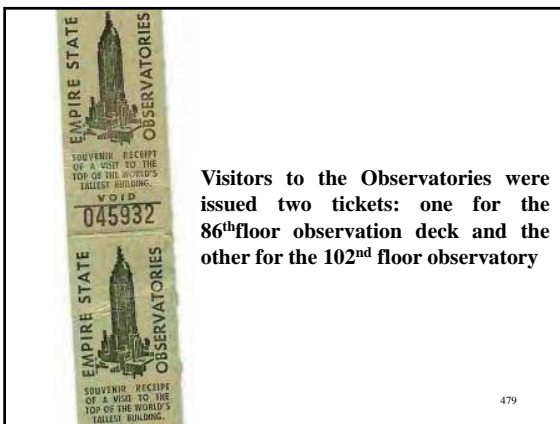 EMPIRE STATE
OBSERVATORIES
SOUVENIR RECEIPT
OF A VISIT TO THE
TOP OF THE WORLD'S
TALLEST BUILDING.
VOID
045932
EMPIRE STATE
OBSERVATORIES
SOUVENIR RECEIPT
OF A VISIT TO THE
TOP OF THE WORLD'S
TALLEST BUILDING.
Visitors to the Observatories were
issued two tickets: one for the
86thfloor observation deck and the
other for the 102nd floor observatory
479